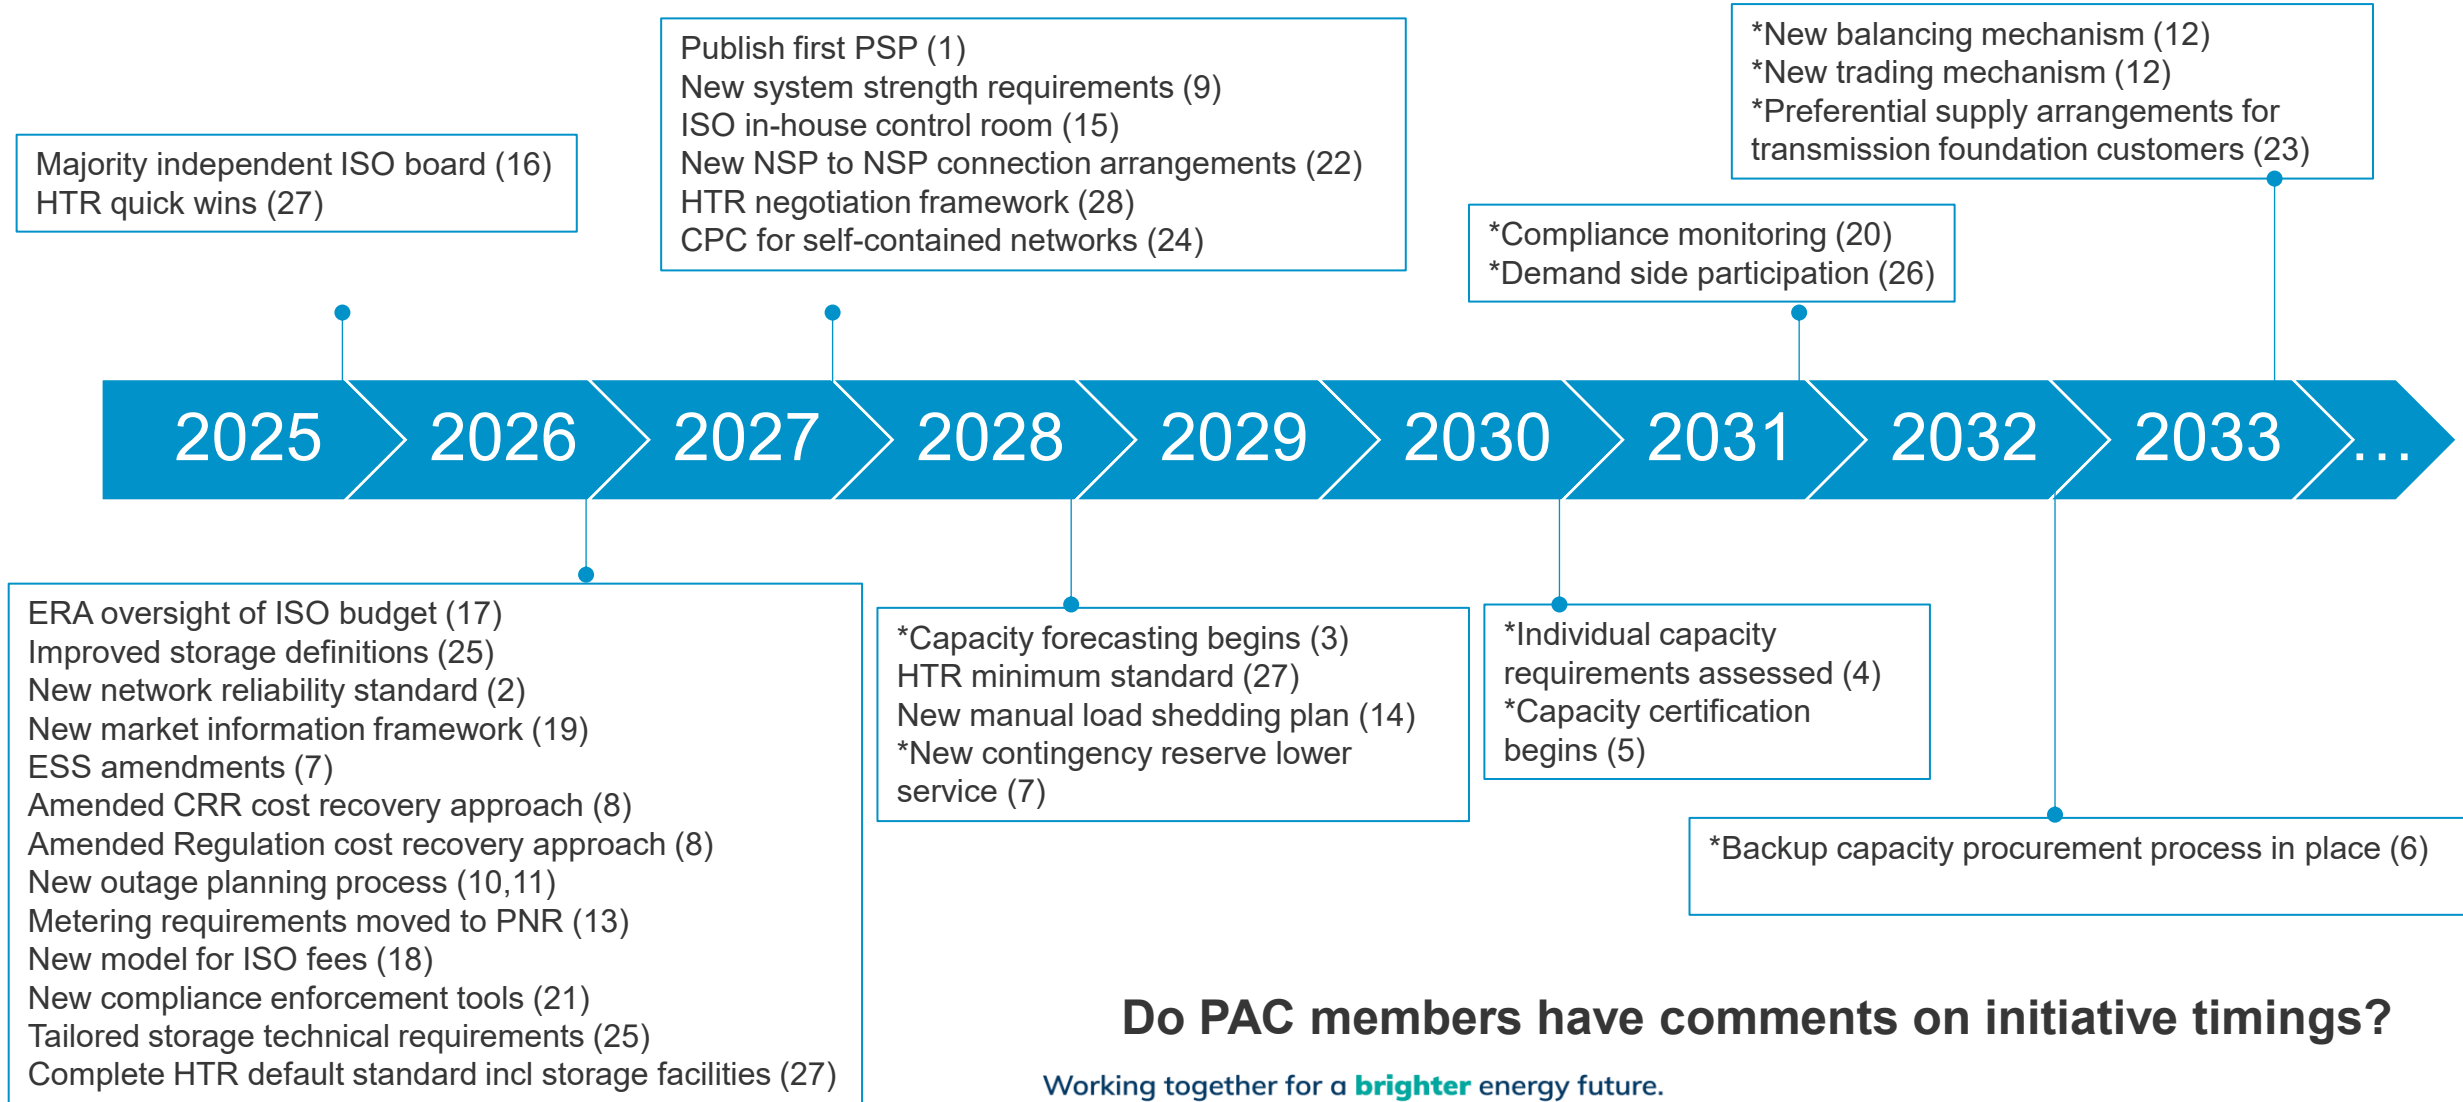 Majority independent ISO board (16)
HTR quick wins (27)
Publish first PSP (1)
New system strength requirements (9)
ISO in-house control room (15)
New NSP to NSP connection arrangements (22)
HTR negotiation framework (28)
CPC for self-contained networks (24)
*Compliance monitoring (20)
*Demand side participation (26)
*New balancing mechanism (12)
*New trading mechanism (12)
*Preferential supply arrangements for
transmission foundation customers (23)
2025
2026
2027
2028
2029
2030
2031
2032
2033
…
ERA oversight of ISO budget (17)
Improved storage definitions (25)
New network reliability standard (2)
New market information framework (19)
ESS amendments (7)
Amended CRR cost recovery approach (8)
Amended Regulation cost recovery approach (8)
New outage planning process (10,11)
Metering requirements moved to PNR (13)
New model for ISO fees (18)
New compliance enforcement tools (21)
Tailored storage technical requirements (25)
Complete HTR default standard incl storage facilities (27)
*Capacity forecasting begins (3)
HTR minimum standard (27)
New manual load shedding plan (14)
*New contingency reserve lower
service (7)
*Individual capacity
requirements assessed (4)
*Capacity certification
begins (5)
*Backup capacity procurement process in place (6)
Do PAC members have comments on initiative timings?
Working together for a brighter energy future.